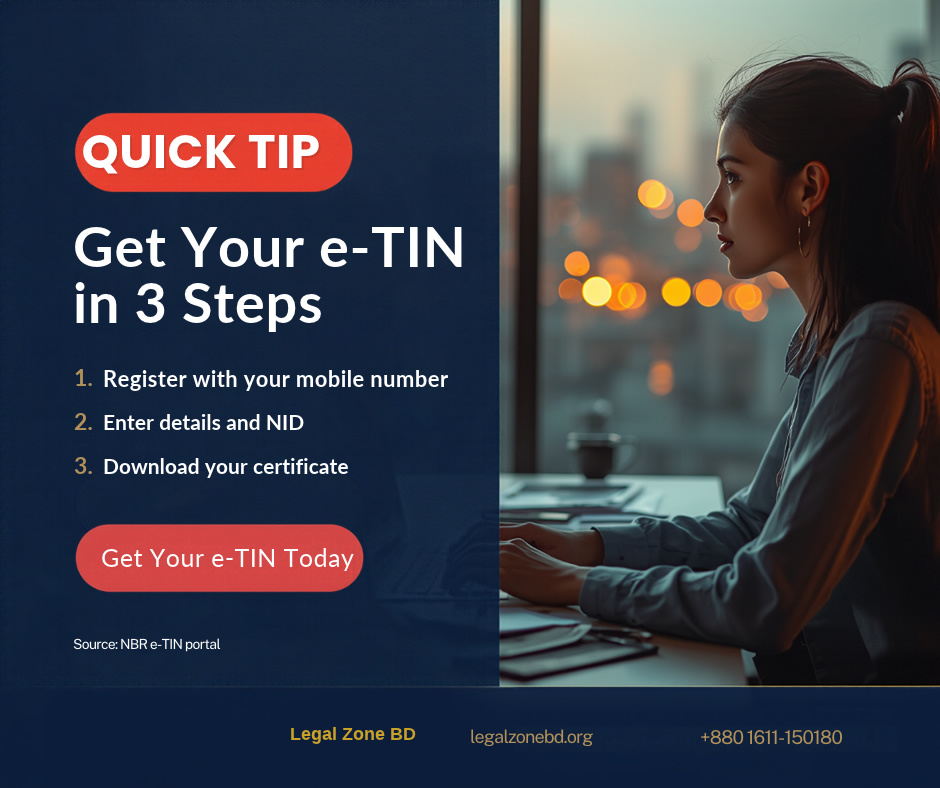 QUICK TIP
Get Your e-TIN
in 3 Steps
1. Register with your mobile number
2. Enter details and NID
3. Download your certificate
Get Your e-TIN Today
Source: NBR e-TIN portal
Legal Zone BD legalzonebd.org +880 1611-150180